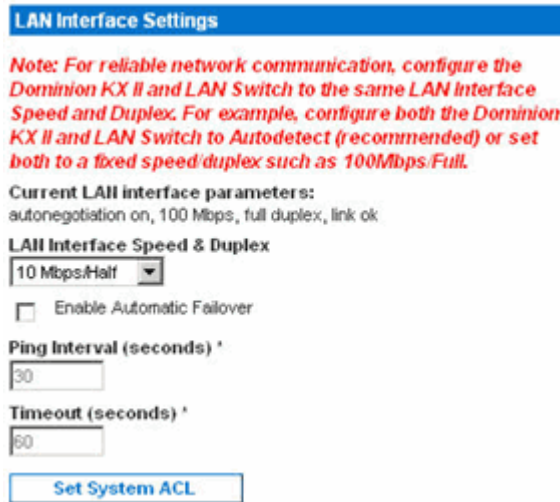 LAN Interface Settings
Note: For reliable network communication, configure the
Dominion KX II and LAN Switch to the same LAN Interface
Speed and Duplex. For example, configure both the Dominion
KX II and LAN Switch to Autodetect (recommended) or set
both to a fixed speed/duplex such as 100Mbps/Full.
Current LAN interface parameters:
autonegotiation on, 100 Mbps, full duplex, link ok
LAN Interface Speed & Duplex
10 Mbps/Half
Enable Automatic Failover
Ping Interval (seconds) *
30
Timeout (seconds) *
60
Set System ACL